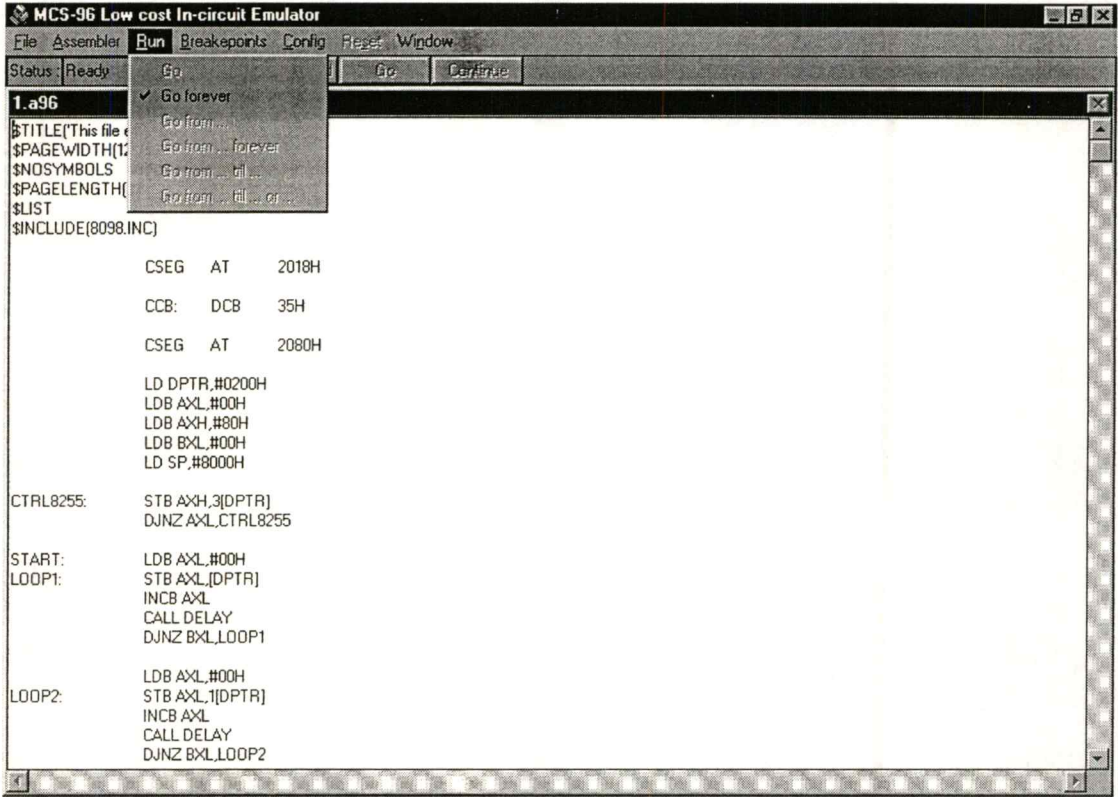 MCS-96 Low cost In-circuit Emulator
File Assembler Run Breakepoints Config Reset Window
Status : Ready Go Continue
Go
✔ Go forever
Go from ...
Go from ... forever
Go from ... till ...
Go from ... till ... or ...
1.a96
$TITLE('This file e
$PAGEWIDTH(12
$NOSYMBOLS
$PAGELENGTH(
$LIST
$INCLUDE(8098.INC)
CSEG AT 2018H
CCB: DCB 35H
CSEG AT 2080H
LD DPTR,#0200H
LDB AXL,#00H
LDB AXH,#80H
LDB BXL,#00H
LD SP,#8000H
CTRL8255: STB AXH,3[DPTR]
DJNZ AXL,CTRL8255
START: LDB AXL,#00H
LOOP1: STB AXL,[DPTR]
INCB AXL
CALL DELAY
DJNZ BXL,LOOP1
LDB AXL,#00H
LOOP2: STB AXL,1[DPTR]
INCB AXL
CALL DELAY
DJNZ BXL,LOOP2